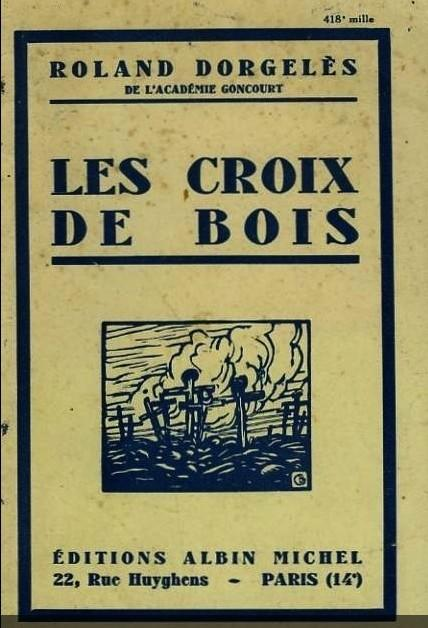 418ᵉ mille
ROLAND DORGELÈS
DE L'ACADÉMIE GONCOURT
LES CROIX
DE BOIS
ÉDITIONS ALBIN MICHEL
22, Rue Huyghens - PARIS (14ᵉ)